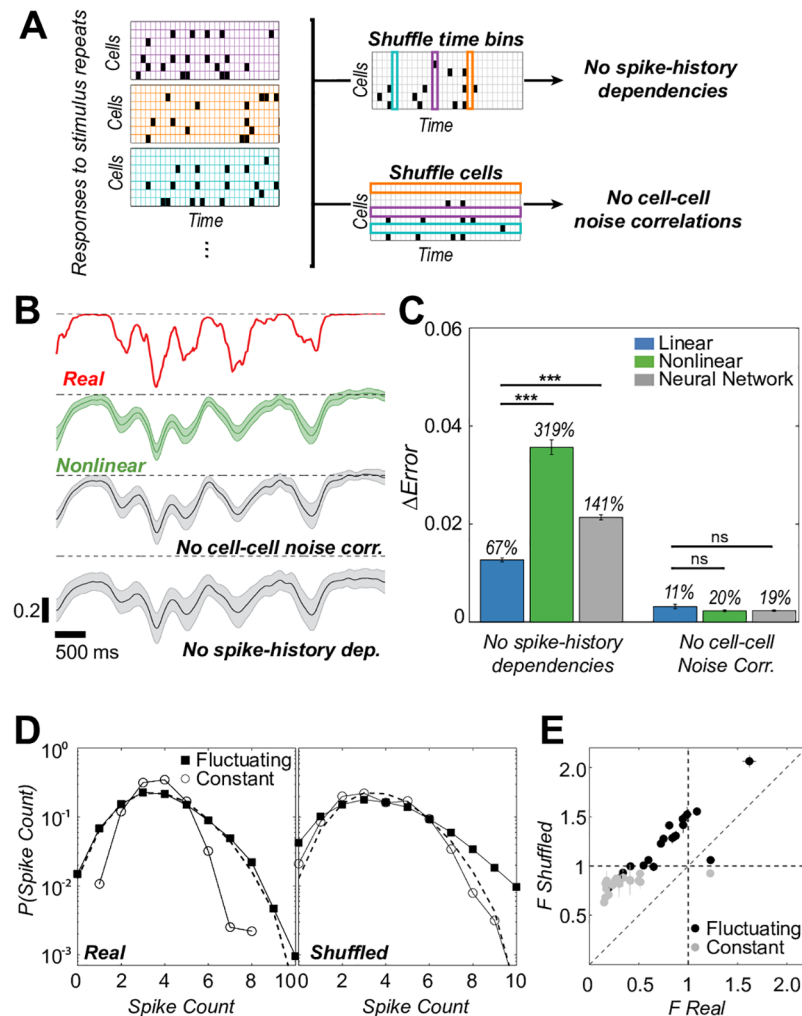 A
Responses to stimulus repeats
Cells
Cells
Cells
Time
...
Shuffle time bins
Cells
Time
No spike-history
dependencies
Shuffle cells
Cells
Time
No cell-cell
noise correlations
B
Real
Nonlinear
No cell-cell noise corr.
No spike-history dep.
0.2
500 ms
C
0.06
0.04
0.02
0
ΔError
Linear
Nonlinear
Neural Network
***
***
67%
319%
141%
ns
ns
11%
20%
19%
No spike-history
dependencies
No cell-cell
Noise Corr.
D
10^0
10^-1
10^-2
10^-3
P(Spike Count)
Fluctuating
Constant
Real
0 2 4 6 8 10
Spike Count
Shuffled
0 2 4 6 8 10
Spike Count
E
2.0
1.5
1
0.5
F Shuffled
Fluctuating
Constant
0 0.5 1 1.5 2.0
F Real